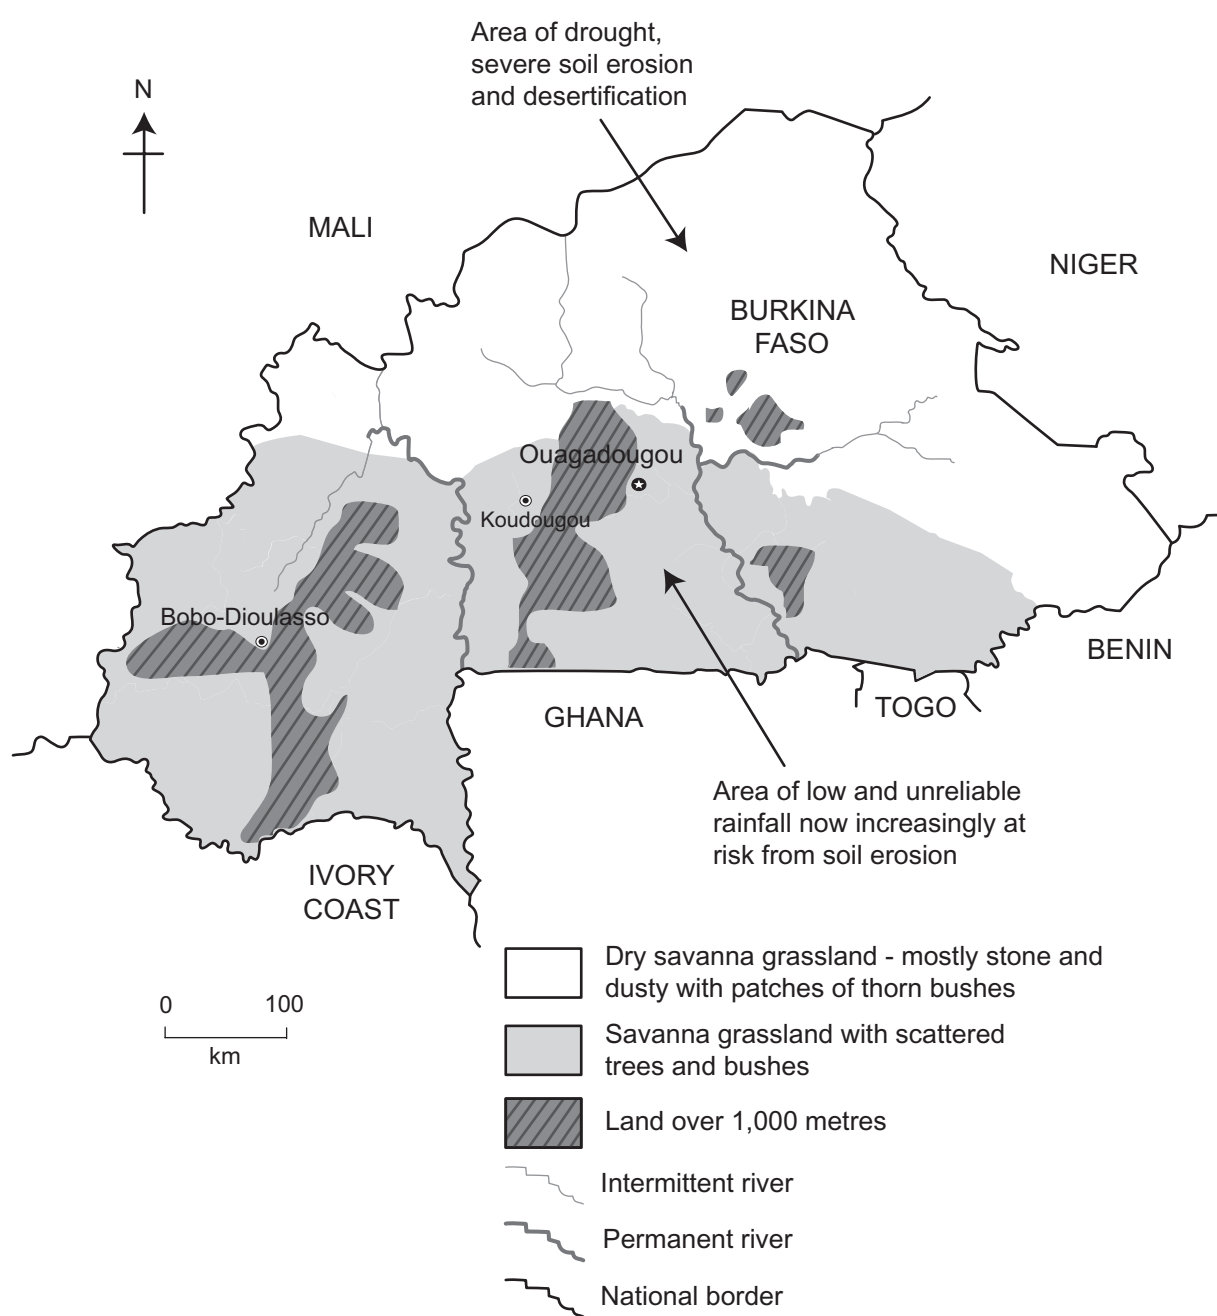 Area of drought,
severe soil erosion
and desertification
N
MALI
NIGER
BURKINA
FASO
Ouagadougou
Koudougou
Bobo-Dioulasso
BENIN
TOGO
GHANA
Area of low and unreliable
rainfall now increasingly at
risk from soil erosion
IVORY
COAST
Dry savanna grassland - mostly stone and
dusty with patches of thorn bushes
0 100
km
Savanna grassland with scattered
trees and bushes
Land over 1,000 metres
Intermittent river
Permanent river
National border